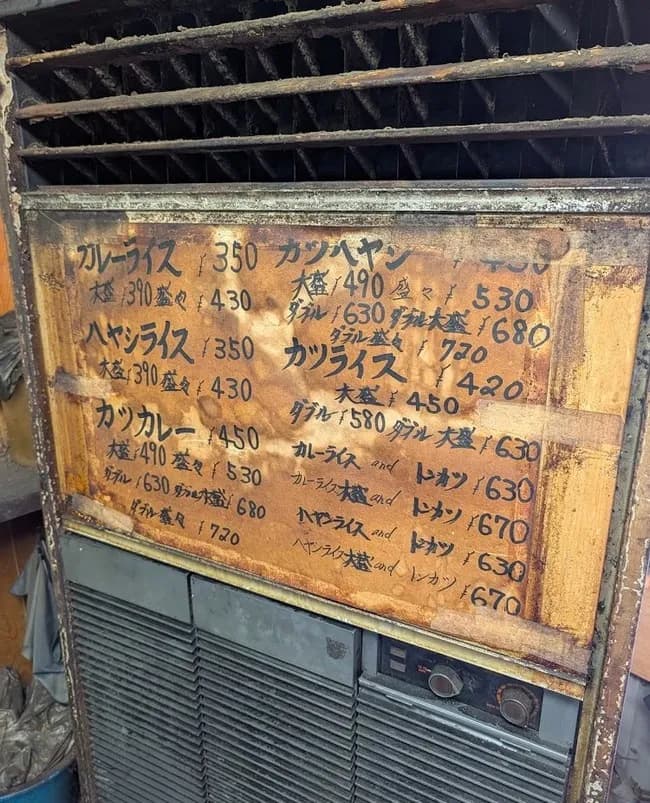 カレーライス ¥350
大盛 ¥390 盛々 ¥430
ハヤシライス ¥350
大盛 ¥390 盛々 ¥430
カツカレー ¥450
大盛 ¥490 盛々 ¥530
ダブル ¥630 ダブル大盛 ¥680
ダブル盛々 ¥720
カツハヤシ ¥450
大盛 ¥490 盛々 ¥530
ダブル ¥630 ダブル大盛 ¥680
ダブル盛々 ¥720
カツライス ¥420
大盛 ¥450
ダブル ¥580 ダブル大盛 ¥630
カレーライス and トンカツ ¥630
カレーライス大盛 and トンカツ ¥670
ハヤシライス and トンカツ ¥630
ハヤシライス大盛 and トンカツ ¥670